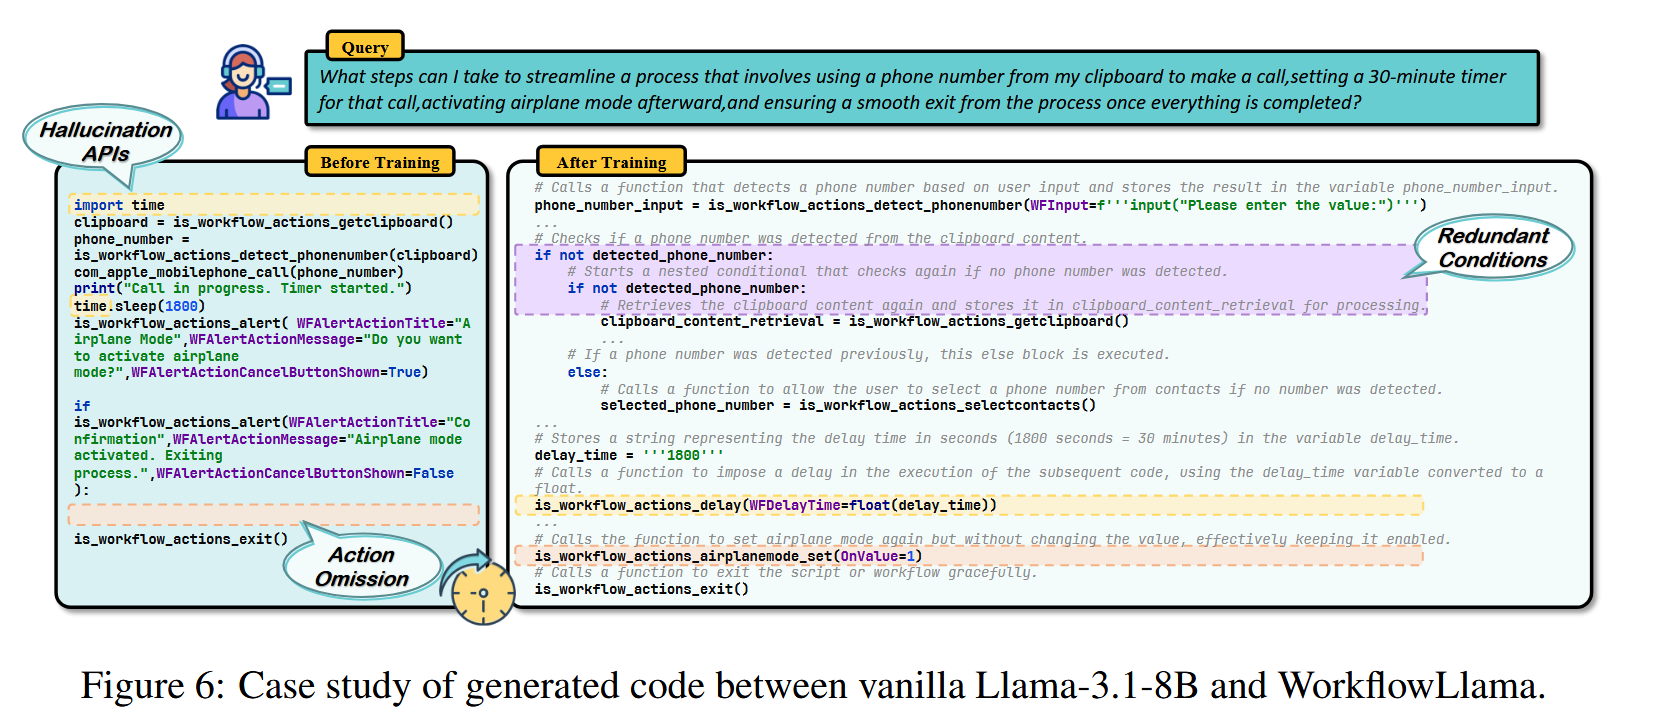 Query
What steps can I take to streamline a process that involves using a phone number from my clipboard to make a call,setting a 30-minute timer
for that call,activating airplane mode afterward,and ensuring a smooth exit from the process once everything is completed?
Hallucination
APIs
Before Training
import time
clipboard = is_workflow_actions_getclipboard()
phone_number =
is_workflow_actions_detect_phonenumber(clipboard)
com_apple_mobilephone_call(phone_number)
print("Call in progress. Timer started.")
time.sleep(1800)
is_workflow_actions_alert( WFAlertActionTitle="A
irplane Mode",WFAlertActionMessage="Do you want
to activate airplane
mode?",WFAlertActionCancelButtonShown=True)
if
is_workflow_actions_alert(WFAlertActionTitle="Co
nfirmation",WFAlertActionMessage="Airplane mode
activated. Exiting
process.",WFAlertActionCancelButtonShown=False
):
is_workflow_actions_exit()
Action
Omission
After Training
# Calls a function that detects a phone number based on user input and stores the result in the variable phone_number_input.
phone_number_input = is_workflow_actions_detect_phonenumber(WFInput=f'''input("Please enter the value:")''')
...
# Checks if a phone number was detected from the clipboard content.
if not detected_phone_number:
# Starts a nested conditional that checks again if no phone number was detected.
if not detected_phone_number:
# Retrieves the clipboard content again and stores it in clipboard_content_retrieval for processing.
clipboard_content_retrieval = is_workflow_actions_getclipboard()
...
# If a phone number was detected previously, this else block is executed.
else:
# Calls a function to allow the user to select a phone number from contacts if no number was detected.
selected_phone_number = is_workflow_actions_selectcontacts()
...
# Stores a string representing the delay time in seconds (1800 seconds = 30 minutes) in the variable delay_time.
delay_time = '''1800'''
# Calls a function to impose a delay in the execution of the subsequent code, using the delay_time variable converted to a
float.
is_workflow_actions_delay(WFDelayTime=float(delay_time))
...
# Calls the function to set airplane mode again but without changing the value, effectively keeping it enabled.
is_workflow_actions_airplanemode_set(OnValue=1)
# Calls a function to exit the script or workflow gracefully.
is_workflow_actions_exit()
Redundant
Conditions
Figure 6: Case study of generated code between vanilla Llama-3.1-8B and WorkflowLlama.